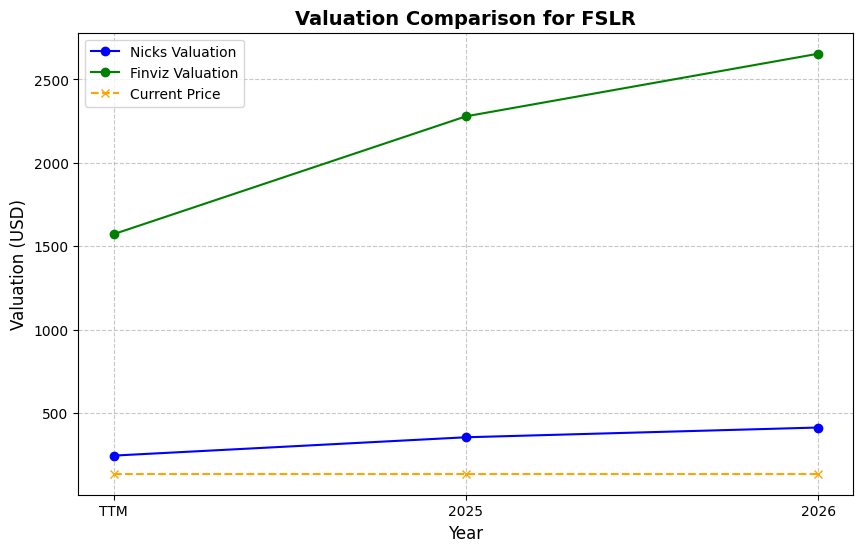 Valuation Comparison for FSLR
Nicks Valuation
Finviz Valuation
Current Price
Valuation (USD)
2500
2000
1500
1000
500
TTM
2025
2026
Year